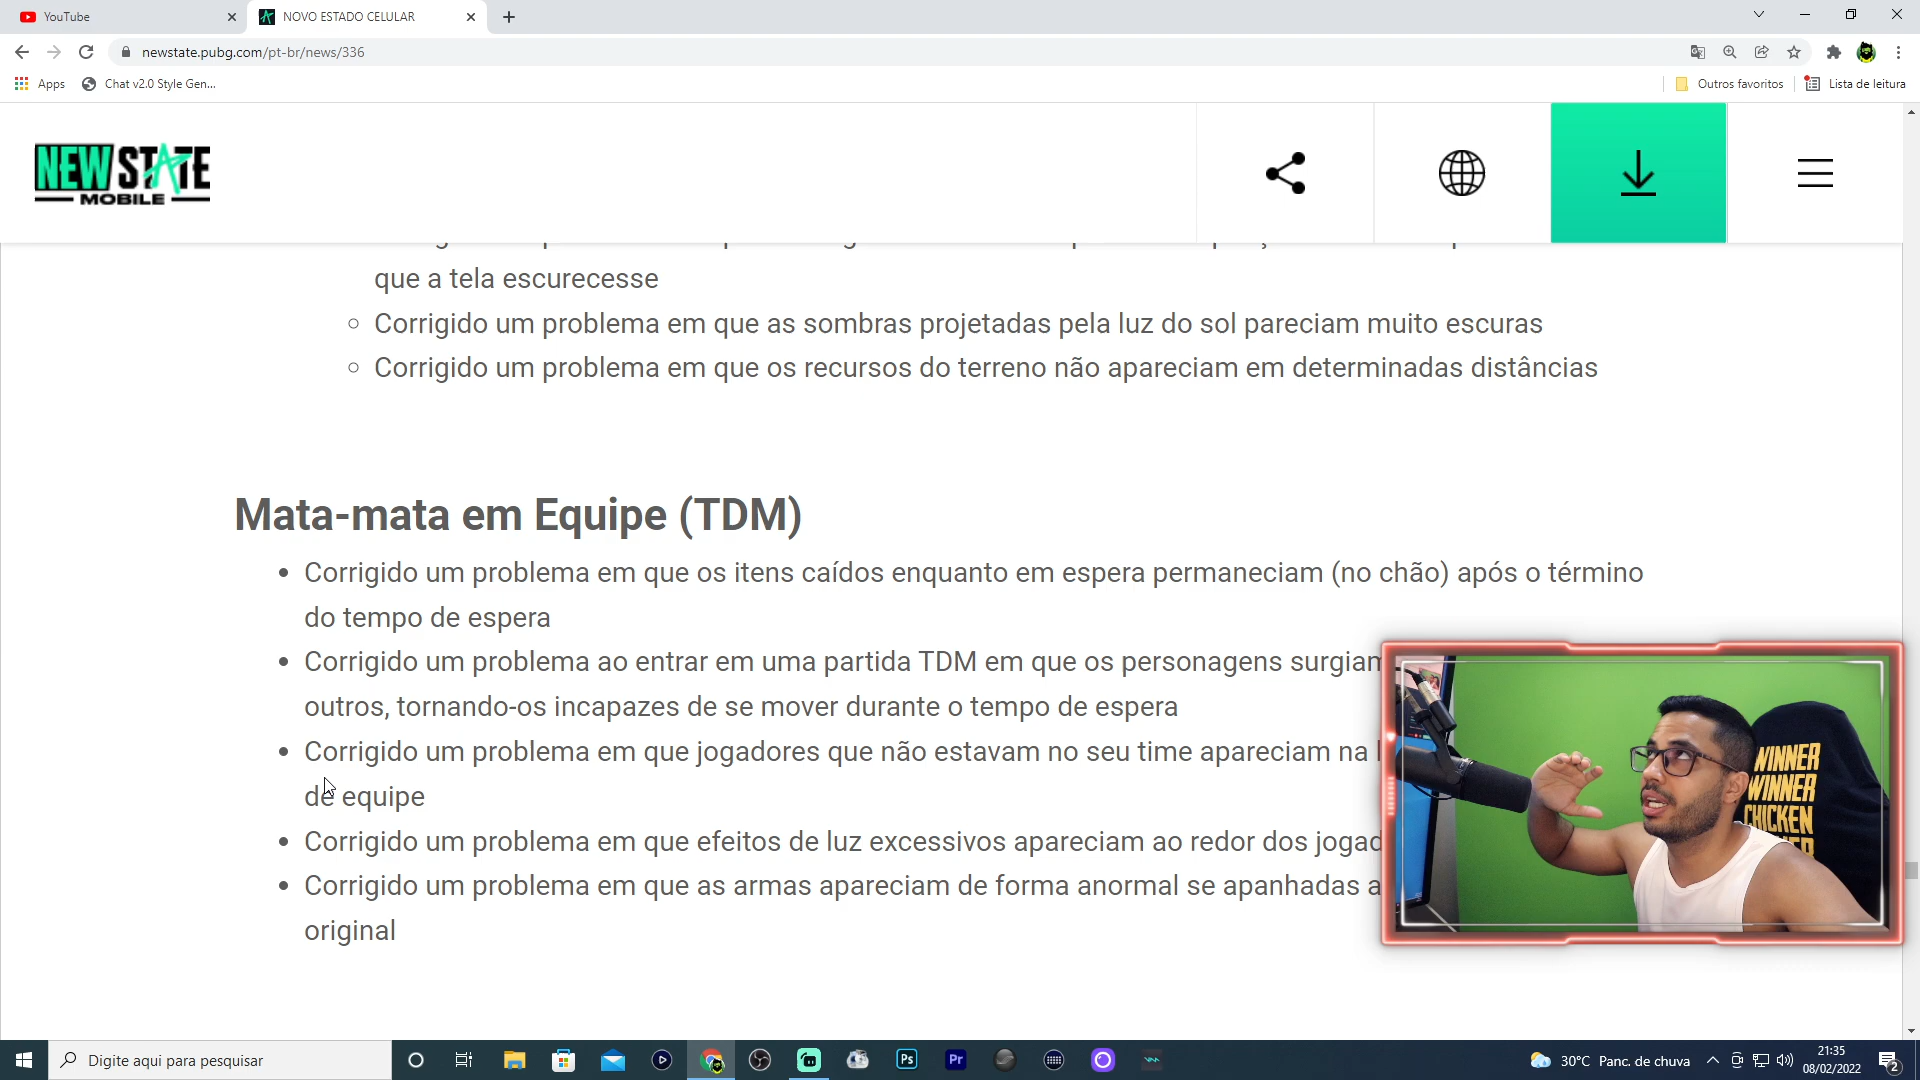 YouTube
NOVO ESTADO CELULAR
newstate.pubg.com/pt-br/news/336
Apps
Chat v2.0 Style Gen...
Outros favoritos
Lista de leitura
NEW STATE
MOBILE
que a tela escurecesse
Corrigido um problema em que as sombras projetadas pela luz do sol pareciam muito escuras
Corrigido um problema em que os recursos do terreno não apareciam em determinadas distâncias
Mata-mata em Equipe (TDM)
Corrigido um problema em que os itens caídos enquanto em espera permaneciam (no chão) após o término
do tempo de espera
Corrigido um problema ao entrar em uma partida TDM em que os personagens surgiam
outros, tornando-os incapazes de se mover durante o tempo de espera
Corrigido um problema em que jogadores que não estavam no seu time apareciam na
de equipe
Corrigido um problema em que efeitos de luz excessivos apareciam ao redor dos jogad
Corrigido um problema em que as armas apareciam de forma anormal se apanhadas a
original
WINNER
WINNER
CHICKEN
Digite aqui para pesquisar
Ps
Pr
30°C Panc. de chuva
21:35
08/02/2022
2